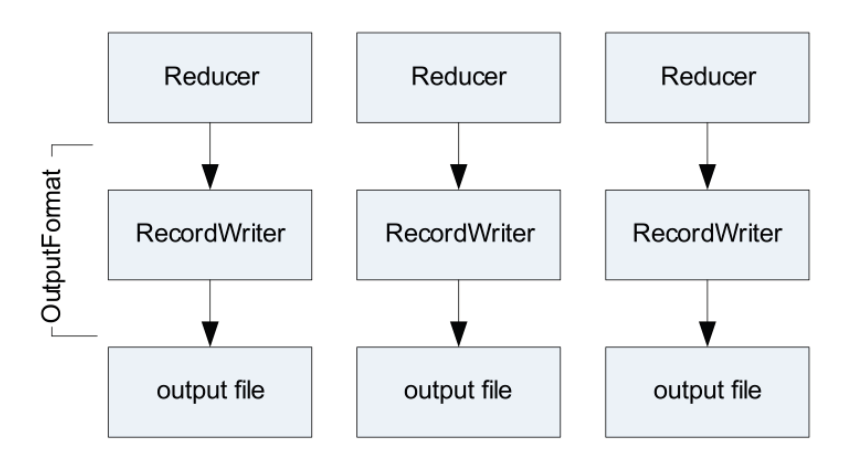 Reducer
Reducer
Reducer
OutputFormat
RecordWriter
RecordWriter
RecordWriter
output file
output file
output file